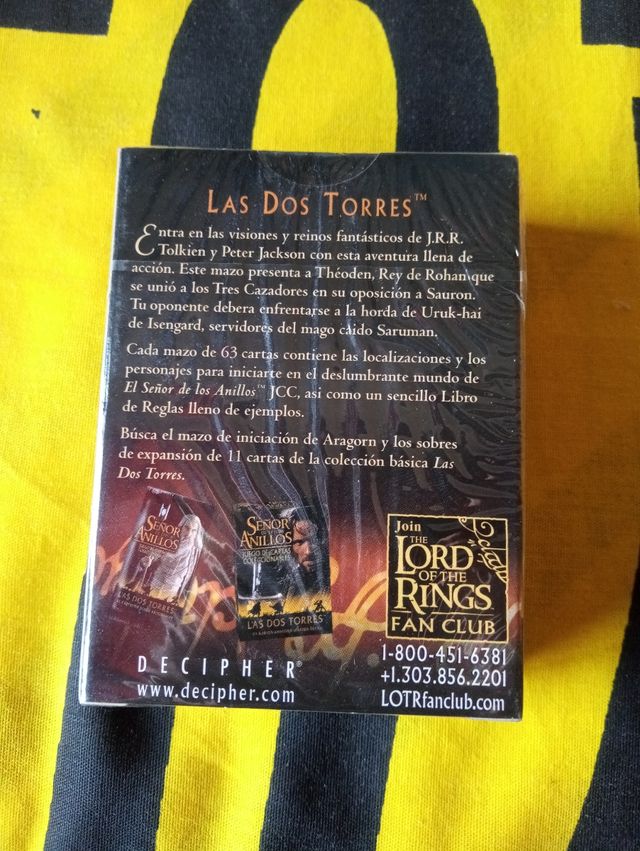 LAS DOS TORRES™
Entra en las visiones y reinos fantásticos de J.R.R.
Tolkien y Peter Jackson con esta aventura llena de
acción. Este mazo presenta a Théoden, Rey de Rohan que
se unió a los Tres Cazadores en su oposición a Sauron.
Tu oponente debera enfrentarse a la horda de Uruk-hai
de Isengard, servidores del mago caído Saruman.
Cada mazo de 63 cartas contiene las localizaciones y los
personajes para iniciarte en el deslumbrante mundo de
El Señor de los Anillos™ JCC, asi como un sencillo Libro
de Reglas lleno de ejemplos.
Búsca el mazo de iniciación de Aragorn y los sobres
de expansión de 11 cartas de la colección básica Las
Dos Torres.
SEÑOR
ANILLOS
LAS DOS TORRES
SEÑOR
ANILLOS
JUEGO DE CARTAS
COLECCIONABLES
LAS DOS TORRES
Join
THE
LORD
OF THE
RINGS
FAN CLUB
DECIPHER®
www.decipher.com
1-800-451-6381
+1.303.856.2201
LOTRfanclub.com